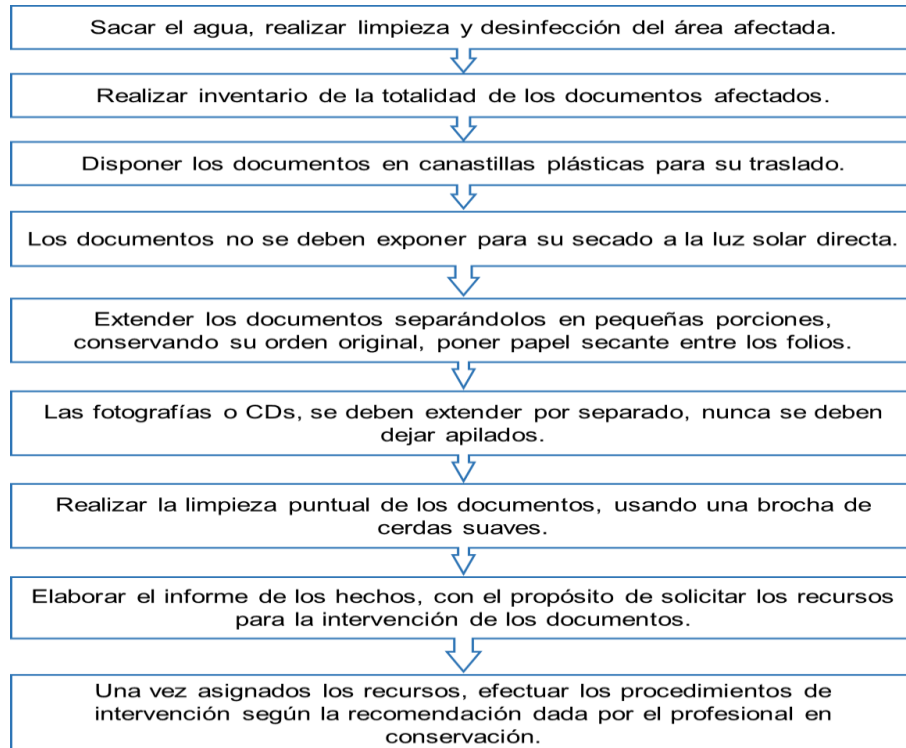 Sacar el agua, realizar limpieza y desinfección del área afectada.
Realizar inventario de la totalidad de los documentos afectados.
Disponer los documentos en canastillas plásticas para su traslado.
Los documentos no se deben exponer para su secado a la luz solar directa.
Extender los documentos separándolos en pequeñas porciones,
conservando su orden original, poner papel secante entre los folios.
Las fotografías o CDs, se deben extender por separado, nunca se deben
dejar apilados.
Realizar la limpieza puntual de los documentos, usando una brocha de
cerdas suaves.
Elaborar el informe de los hechos, con el propósito de solicitar los recursos
para la intervención de los documentos.
Una vez asignados los recursos, efectuar los procedimientos de
intervención según la recomendación dada por el profesional en
conservación.